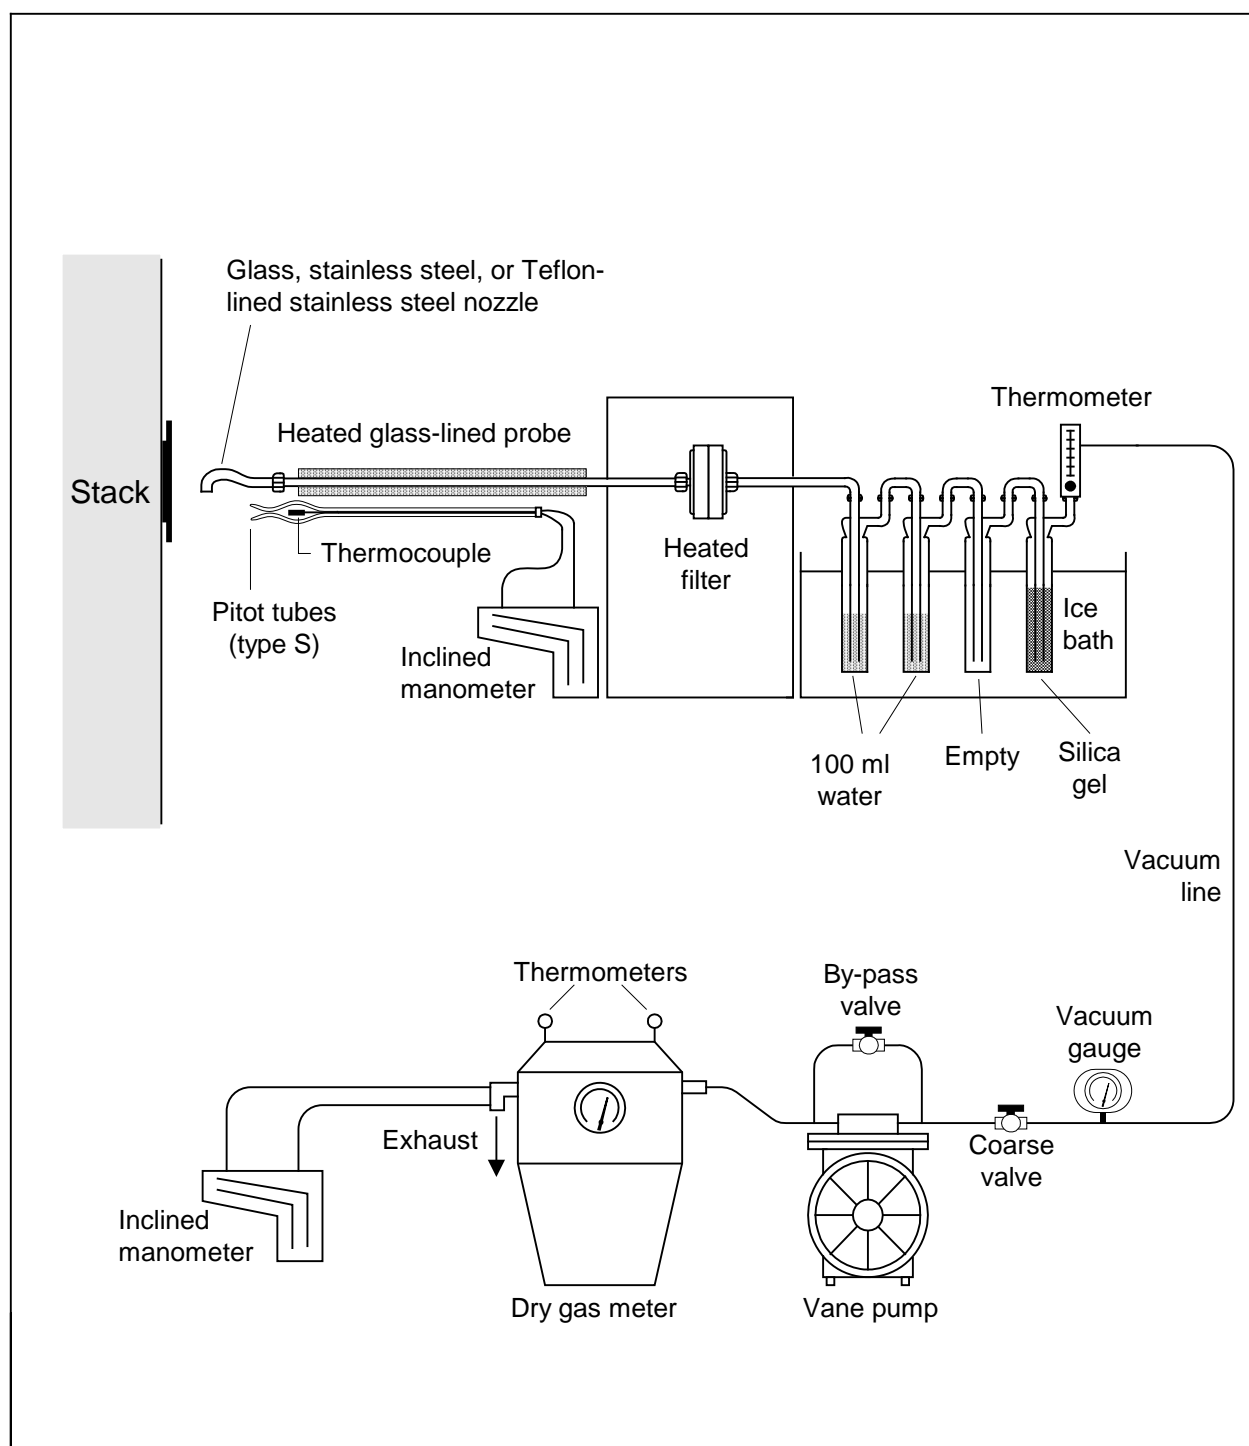 Glass, stainless steel, or Teflon-
lined stainless steel nozzle
Thermometer
Heated glass-lined probe
Stack
Thermocouple
Heated
filter
Pitot tubes
(type S)
Ice
bath
Inclined
manometer
100 ml
water
Empty
Silica
gel
Vacuum
line
Thermometers
By-pass
valve
Vacuum
gauge
Exhaust
Coarse
valve
Inclined
manometer
Dry gas meter
Vane pump